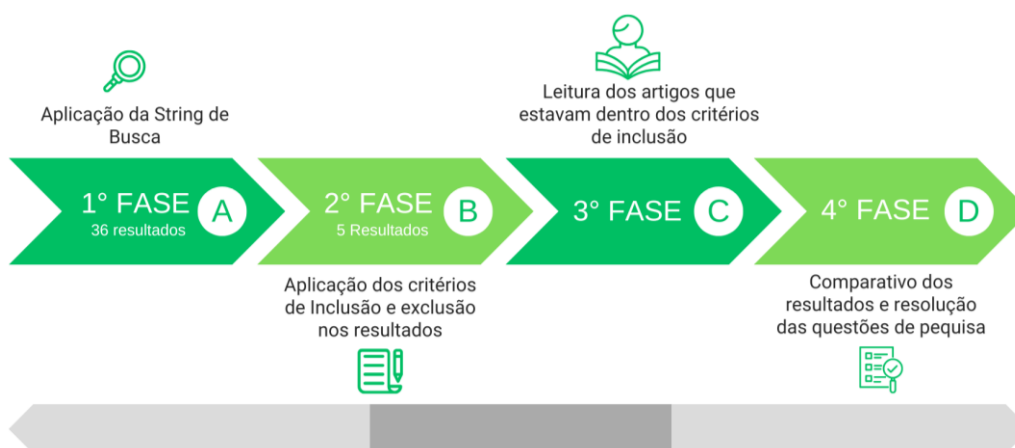 Aplicação da String de
Busca
Leitura dos artigos que
estavam dentro dos critérios
de inclusão
1° FASE A
36 resultados
2° FASE B
5 Resultados
3° FASE C
4° FASE D
Aplicação dos critérios
de Inclusão e exclusão
nos resultados
Comparativo dos
resultados e resolução
das questões de pequisa